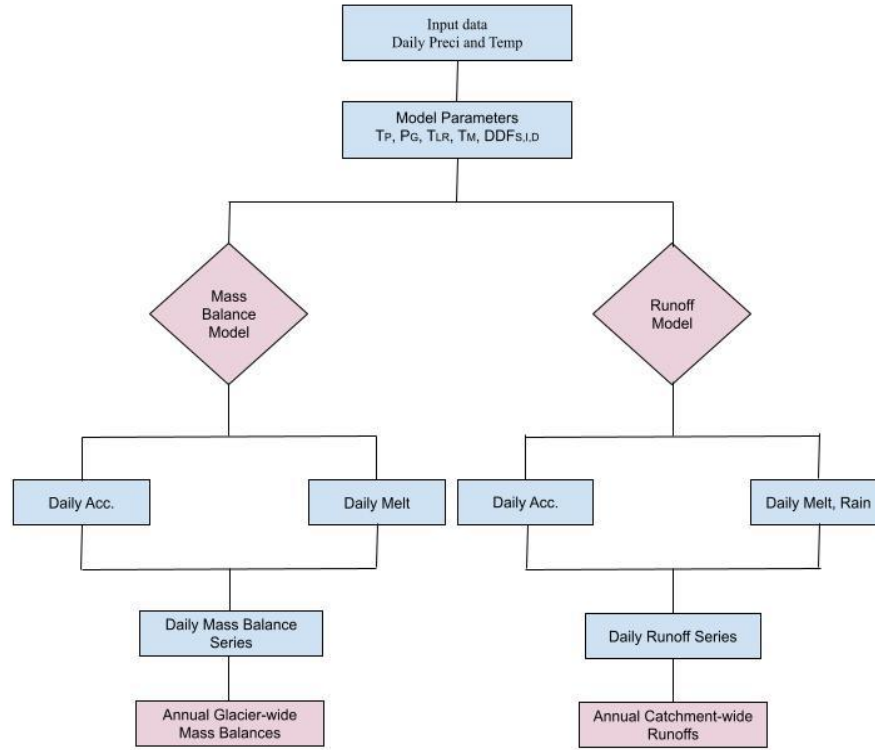 Input data
Daily Preci and Temp
Model Parameters
TP, PG, TLR, TM, DDFS,I,D
Mass
Balance
Model
Runoff
Model
Daily Acc.
Daily Melt
Daily Acc.
Daily Melt, Rain
Daily Mass Balance
Series
Daily Runoff Series
Annual Glacier-wide
Mass Balances
Annual Catchment-wide
Runoffs